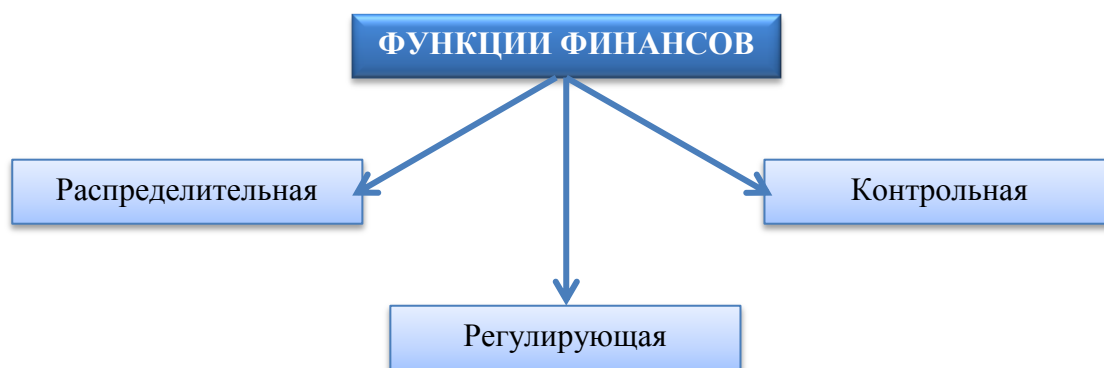 ФУНКЦИИ ФИНАНСОВ
Распределительная
Контрольная
Регулирующая